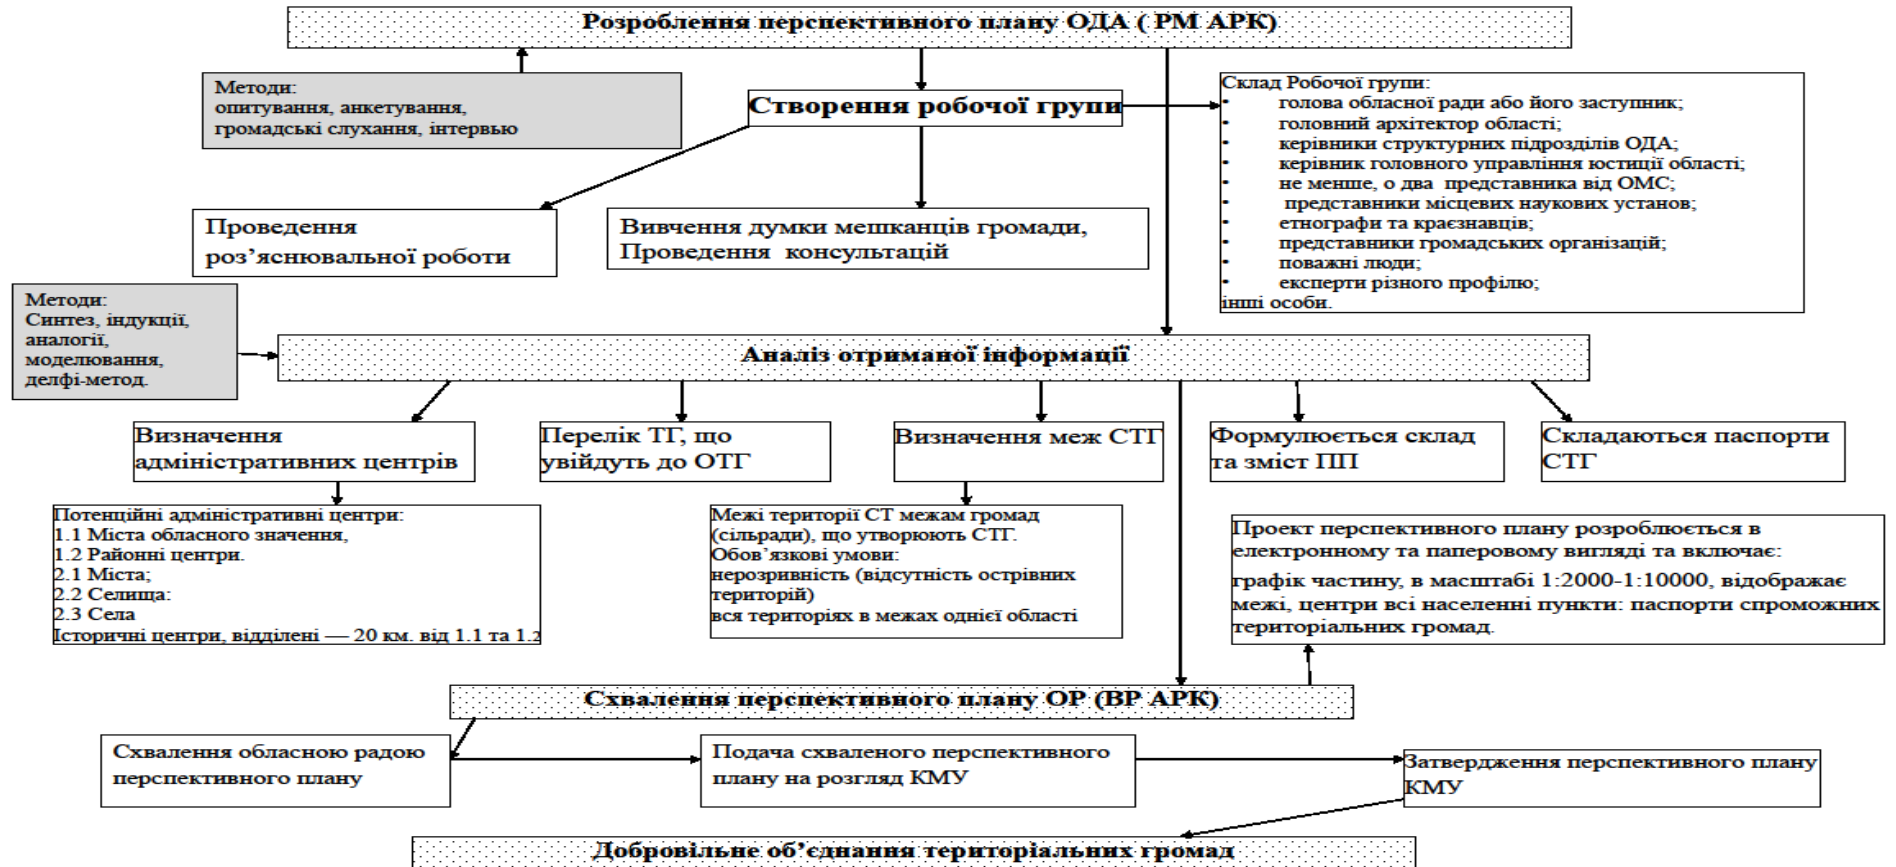 Розроблення перспективного плану ОДА ( РМ АРК)
Методи:
опитування, анкетування,
громадські слухання, інтервью
Створення робочої групи
Склад Робочої групи:
• голова обласної ради або його заступник;
• головний архітектор області;
• керівники структурних підрозділів ОДА;
• керівник головного управління юстиції області;
• не менше, о два представника від ОМС;
• представники місцевих наукових установ;
• етнографи та краєзнавців;
• представники громадських організацій;
• поважні люди;
• експерти різного профілю;
інші особи.
Проведення
роз’яснювальної роботи
Вивчення думки мешканців громади,
Проведення консультацій
Методи:
Синтез, індукції,
аналогії,
моделювання,
делфі-метод.
Аналіз отриманої інформації
Визначення
адміністративних центрів
Перелік ТГ, що
увійдуть до ОТГ
Визначення меж СТГ
Формулюється склад
та зміст ПП
Складаються паспорти
СТГ
Потенційні адміністративні центри:
1.1 Міста обласного значення,
1.2 Районні центри.
2.1 Міста;
2.2 Селища:
2.3 Села
Історичні центри, відділені — 20 км. від 1.1 та 1.2
Межі території СТ межам громад
(сільради), що утворюють СТГ.
Обов’язкові умови:
нерозривність (відсутність острівних
територій)
вся територіях в межах однієї області
Проект перспективного плану розроблюється в
електронному та паперовому вигляді та включає:
графік частину, в масштабі 1:2000-1:10000, відображає
межі, центри всі населенні пункти: паспорти спроможних
територіальних громад.
Схвалення перспективного плану ОР (ВР АРК)
Схвалення обласною радою
перспективного плану
Подача схваленого перспективного
плану на розгляд КМУ
Затвердження перспективного плану
КМУ
Добровільне об’єднання територіальних громад